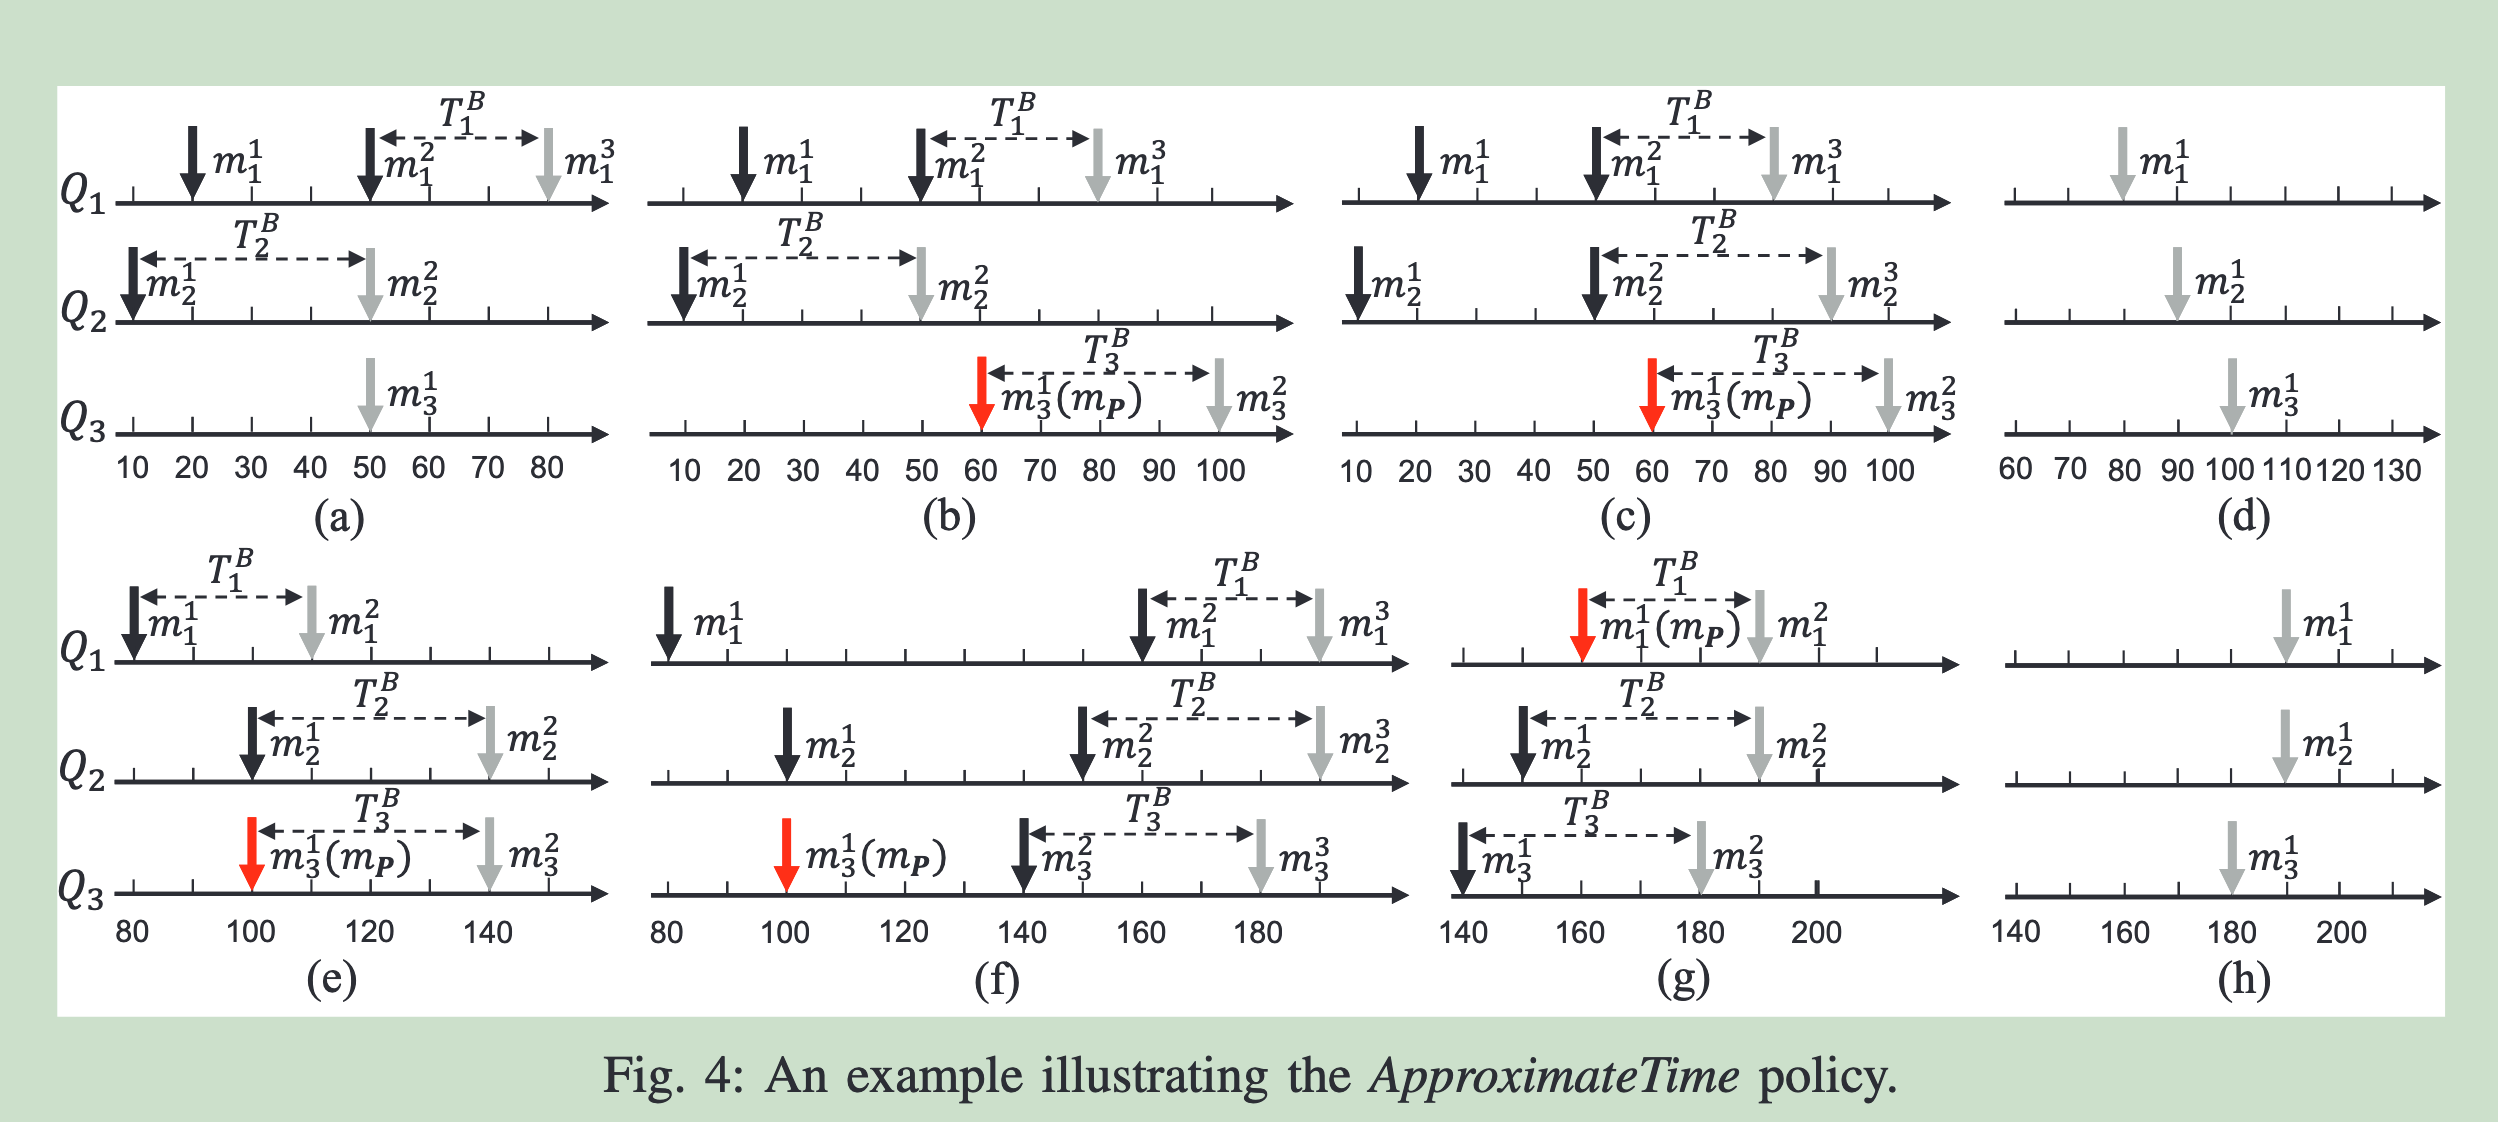 T_1^B T_1^B T_1^B
Q_1 m_1^1 m_1^2 m_1^3 m_1^1 m_1^2 m_1^3 m_1^1 m_1^2 m_1^3 m_1^1
T_2^B T_2^B T_2^B
Q_2 m_2^1 m_2^2 m_2^1 m_2^2 m_2^1 m_2^2 m_2^3 m_2^1
T_3^B T_3^B
Q_3 m_3^1 m_3^1(m_P) m_3^2 m_3^1(m_P) m_3^2 m_3^1
10 20 30 40 50 60 70 80 10 20 30 40 50 60 70 80 90 100 10 20 30 40 50 60 70 80 90 100 60 70 80 90 100 110 120 130
(a) (b) (c) (d)
T_1^B T_1^B T_1^B
Q_1 m_1^1 m_1^2 m_1^1 m_1^2 m_1^3 m_1^1(m_P) m_1^2 m_1^1
T_2^B T_2^B T_2^B
Q_2 m_2^1 m_2^2 m_2^1 m_2^2 m_2^3 m_2^1 m_2^2 m_2^1
T_3^B T_3^B T_3^B
Q_3 m_3^1(m_P) m_3^2 m_3^1(m_P) m_3^2 m_3^3 m_3^1 m_3^2 m_3^1
80 100 120 140 80 100 120 140 160 180 140 160 180 200 140 160 180 200
(e) (f) (g) (h)
Fig. 4: An example illustrating the ApproximateTime policy.